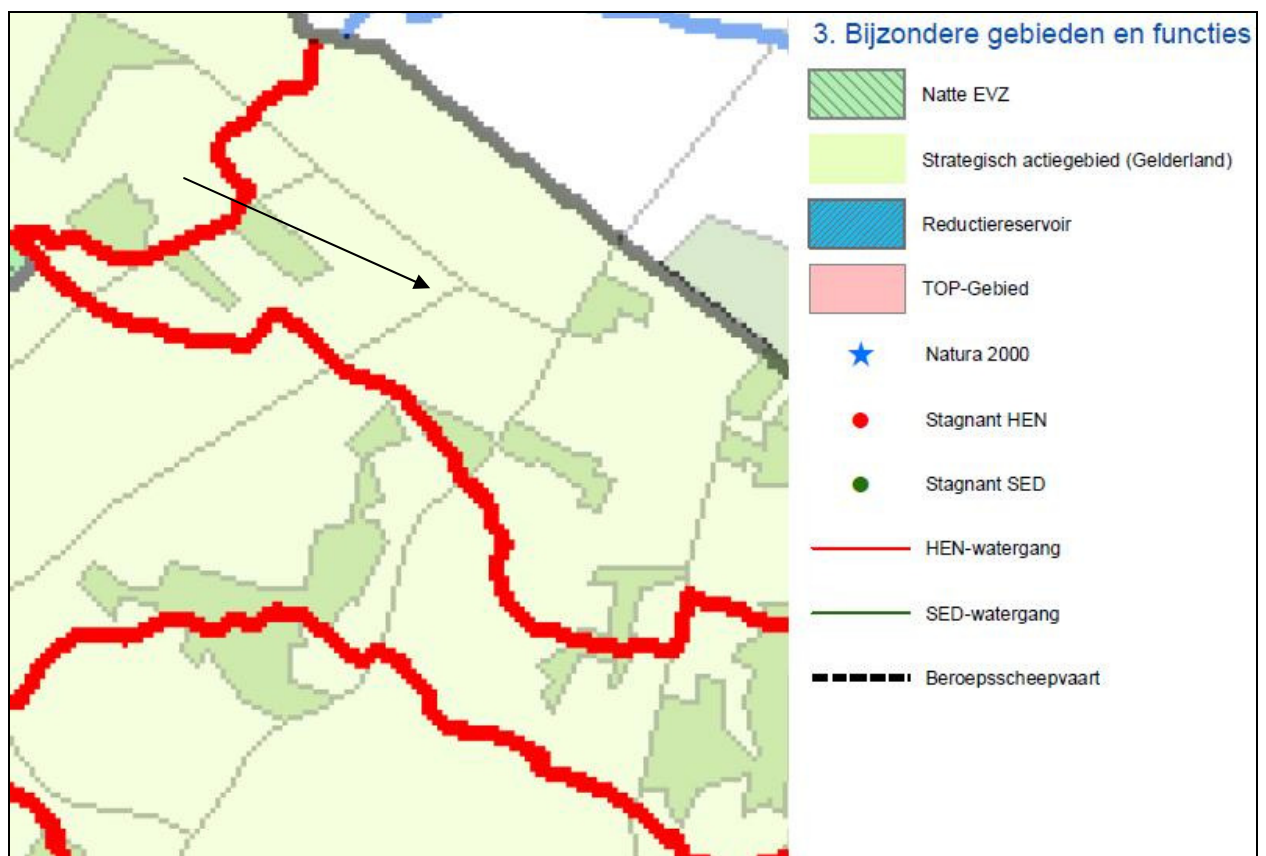 3. Bijzondere gebieden en functies
Natte EVZ
Strategisch actiegebied (Gelderland)
Reductiereservoir
TOP-Gebied
Natura 2000
Stagnant HEN
Stagnant SED
HEN-watergang
SED-watergang
Beroepsscheepvaart